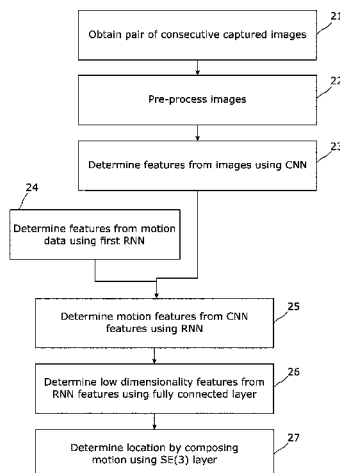 21
Obtain pair of consecutive captured images
22
Pre-process images
23
Determine features from images using CNN
24
Determine features from motion
data using first RNN
25
Determine motion features from CNN
features using RNN
26
Determine low dimensionality features from
RNN features using fully connected layer
27
Determine location by composing
motion using SE(3) layer